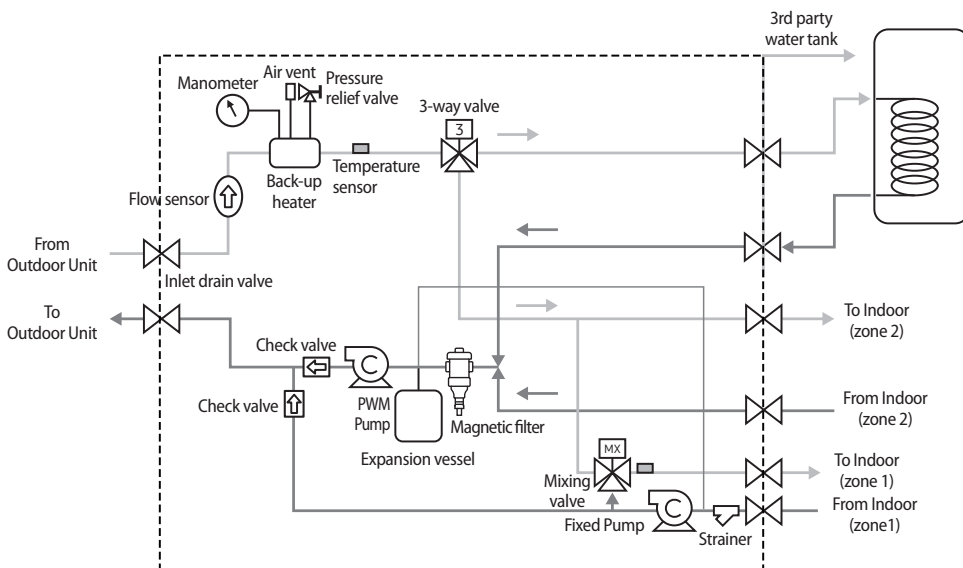 3rd party
water tank
Air vent
Manometer
Pressure
relief valve
3-way valve
3
Temperature
sensor
Back-up
heater
Flow sensor
From
Outdoor Unit
Inlet drain valve
To
Outdoor Unit
To Indoor
(zone 2)
Check valve
C
Check valve
PWM
Pump
Magnetic filter
From Indoor
(zone 2)
Expansion vessel
MX
Mixing
valve
To Indoor
(zone 1)
C
From Indoor
(zone1)
Fixed Pump
Strainer